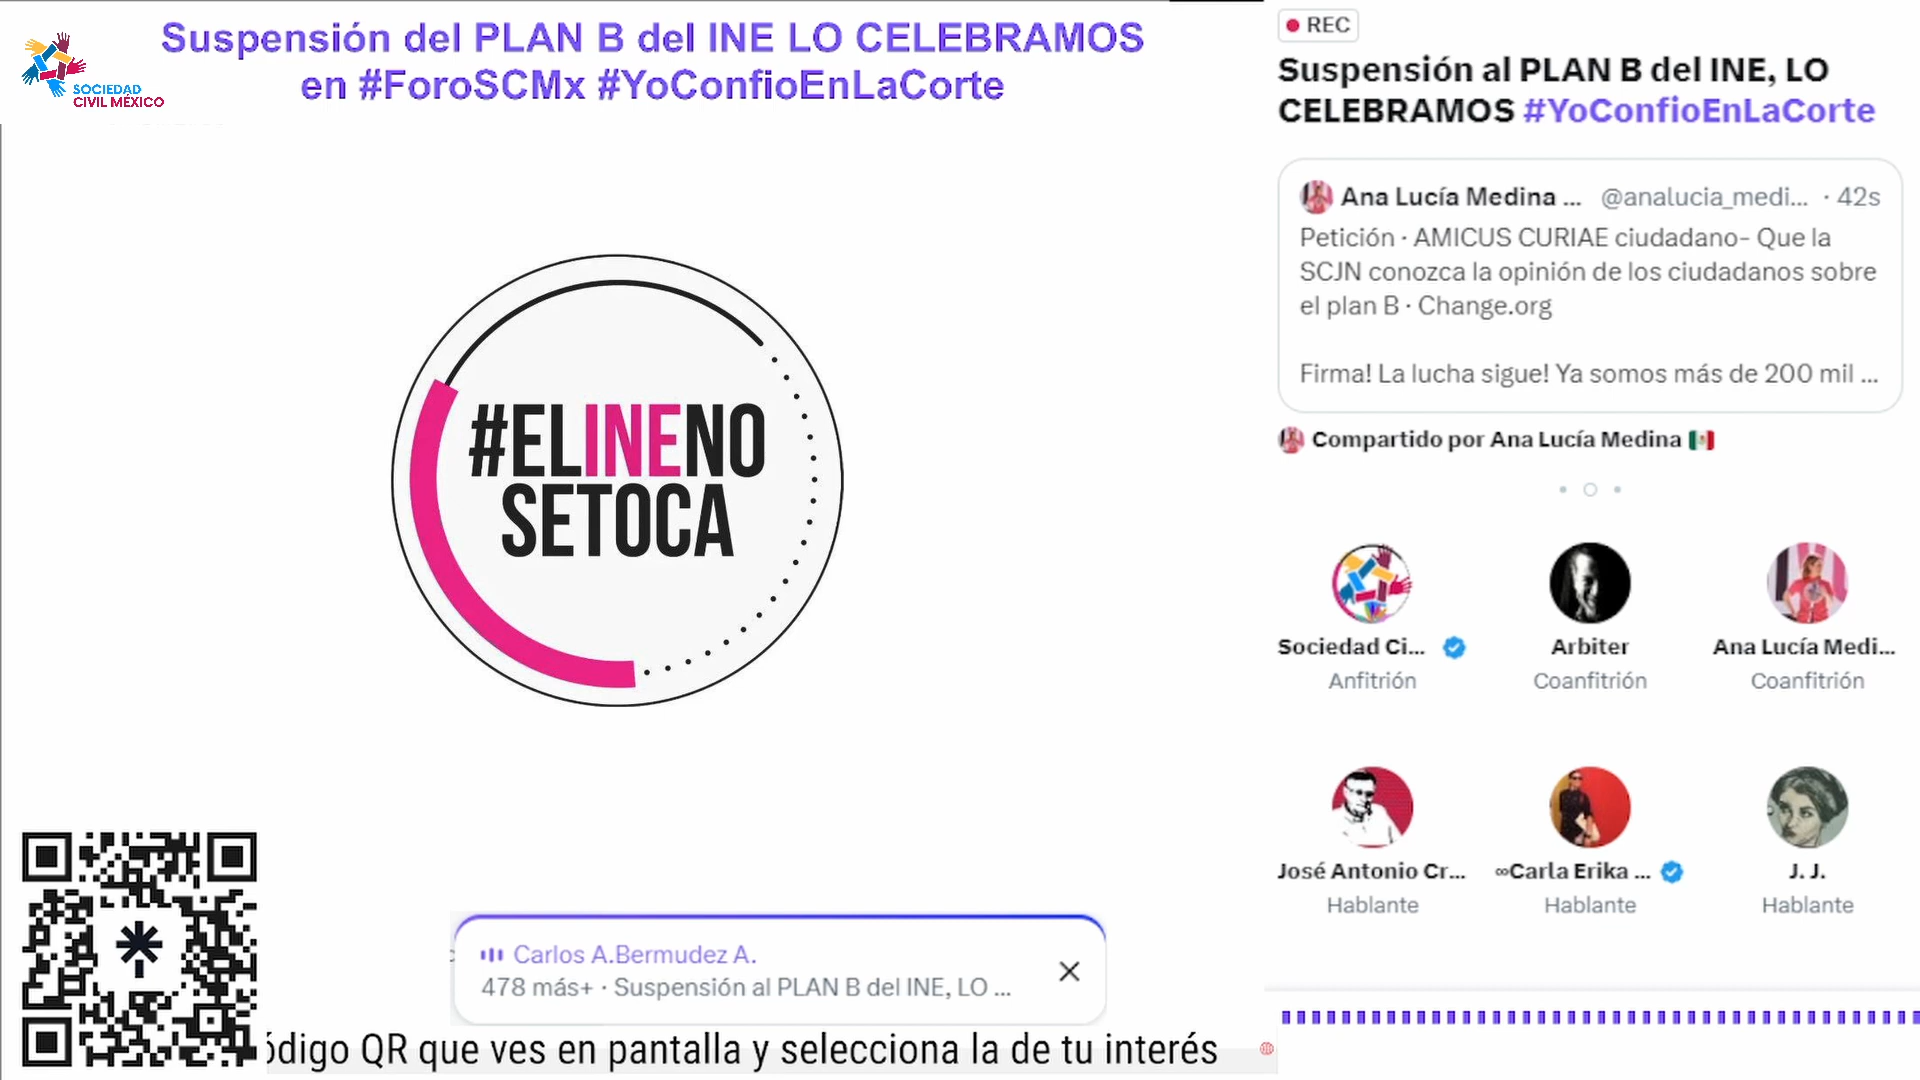 SOCIEDAD
CIVIL MÉXICO
Suspensión del PLAN B del INE LO CELEBRAMOS
en #ForoSCMx #YoConfioEnLaCorte
#ELINENO
SETOCA
Carlos A.Bermudez A.
478 más+ · Suspensión al PLAN B del INE, LO ...
ódigo QR que ves en pantalla y selecciona la de tu interés
REC
Suspensión al PLAN B del INE, LO
CELEBRAMOS #YoConfioEnLaCorte
Ana Lucía Medina ... @analucia_medi... · 42s
Petición · AMICUS CURIAE ciudadano- Que la
SCJN conozca la opinión de los ciudadanos sobre
el plan B · Change.org
Firma! La lucha sigue! Ya somos más de 200 mil ...
Compartido por Ana Lucía Medina
Sociedad Ci...
Anfitrión
Arbiter
Coanfitrión
Ana Lucía Medi...
Coanfitrión
José Antonio Cr...
Hablante
∞Carla Erika ...
Hablante
J. J.
Hablante